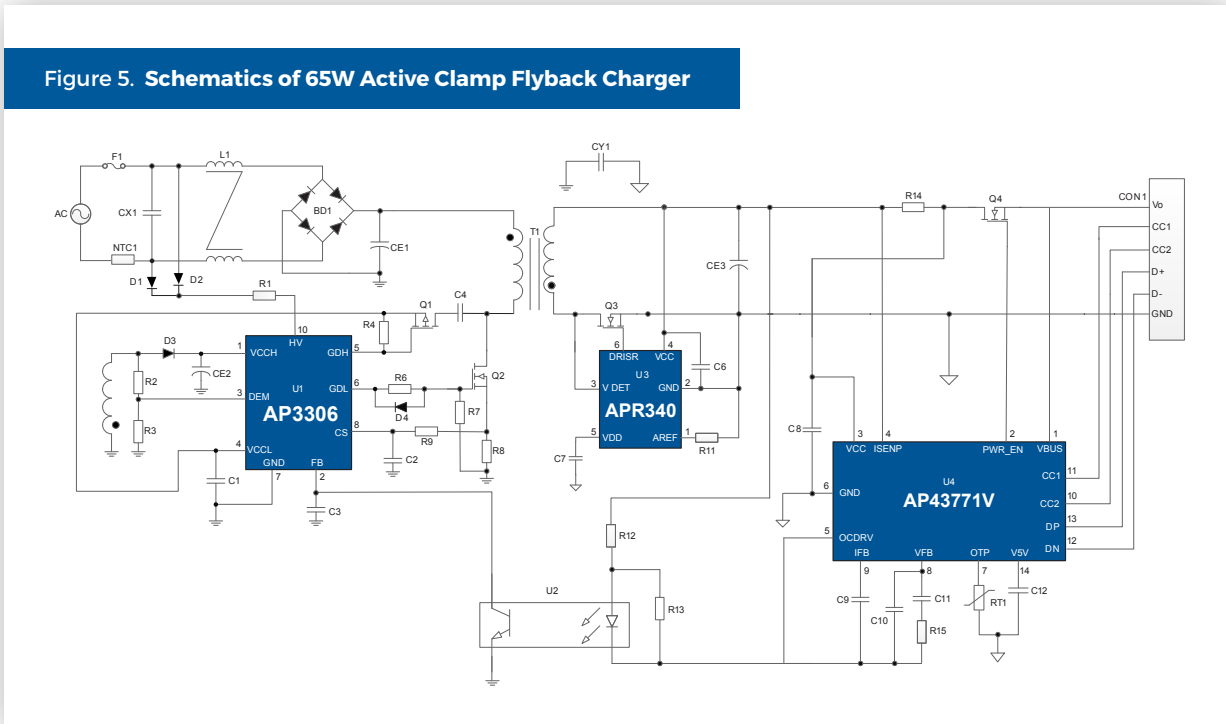 Figure 5. Schematics of 65W Active Clamp Flyback Charger
CY1
F1
L1
AC
CX1
BD1
NTC1
CE1
D1
D2
R1
T1
CE3
R14
Q4
CON1
Vo
CC1
CC2
D+
D-
GND
Q1
C4
R4
Q3
D3
CE2
R2
R3
10
HV
1
VCCH
GDH
5
U1
3
DEM
AP3306
GDL
6
CS
8
4
VCCL
GND
FB
7
2
R6
D4
Q2
R7
R9
R8
C2
C1
C3
6
4
DRISR
VCC
U3
3
V DET
GND
2
APR340
5
VDD
AREF
1
C6
C7
R11
C8
3
4
2
1
VCC
ISENP
PWR_EN
VBUS
U4
AP43771V
6
GND
5
OCDRV
CC1
11
CC2
10
DP
13
DN
12
IFB
VFB
OTP
V5V
9
8
7
14
R12
U2
R13
C9
C10
C11
R15
RT1
C12